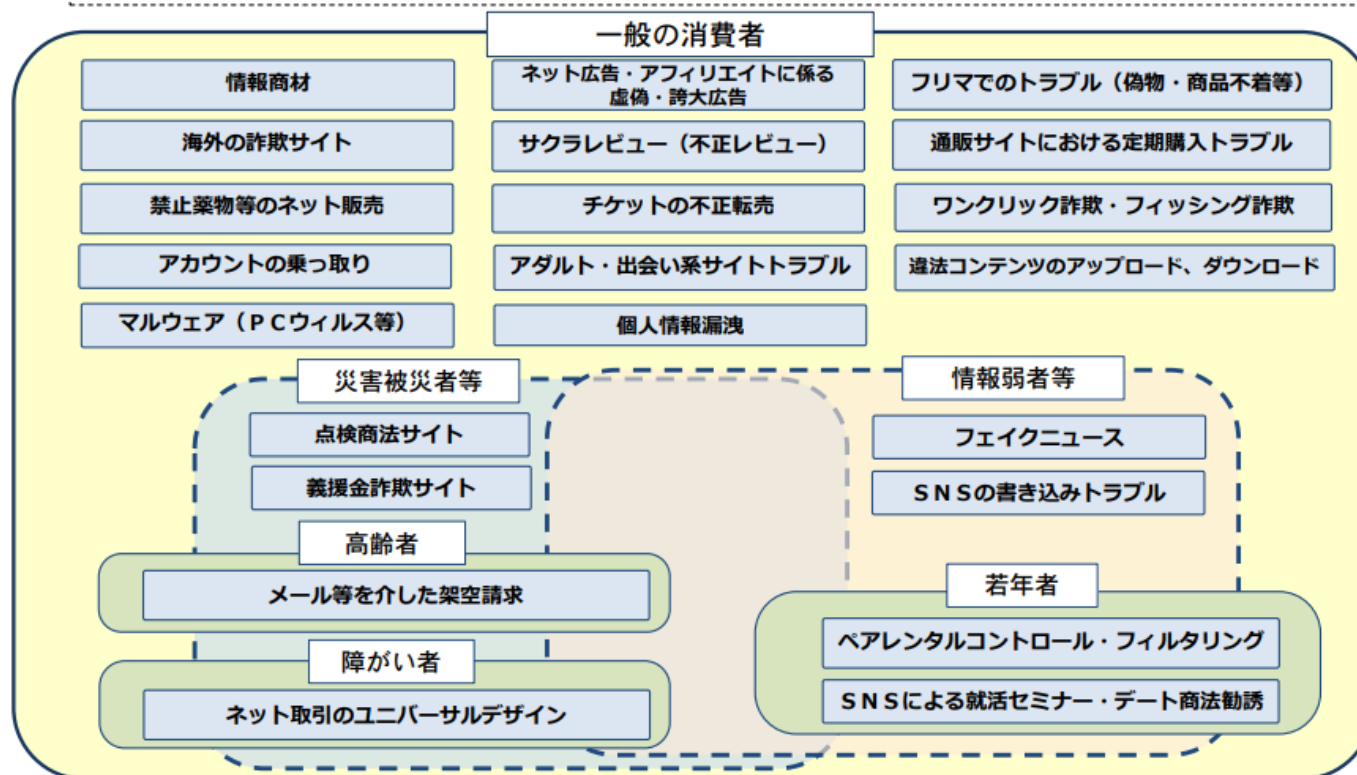 一般の消費者
情報商材
ネット広告・アフィリエイトに係る
虚偽・誇大広告
フリマでのトラブル（偽物・商品不着等）
海外の詐欺サイト
サクラレビュー（不正レビュー）
通販サイトにおける定期購入トラブル
禁止薬物等のネット販売
チケットの不正転売
ワンクリック詐欺・フィッシング詐欺
アカウントの乗っ取り
アダルト・出会い系サイトトラブル
違法コンテンツのアップロード、ダウンロード
マルウェア（ＰＣウィルス等）
個人情報漏洩
災害被災者等
点検商法サイト
義援金詐欺サイト
情報弱者等
フェイクニュース
ＳＮＳの書き込みトラブル
高齢者
メール等を介した架空請求
障がい者
ネット取引のユニバーサルデザイン
若年者
ペアレンタルコントロール・フィルタリング
ＳＮＳによる就活セミナー・デート商法勧誘